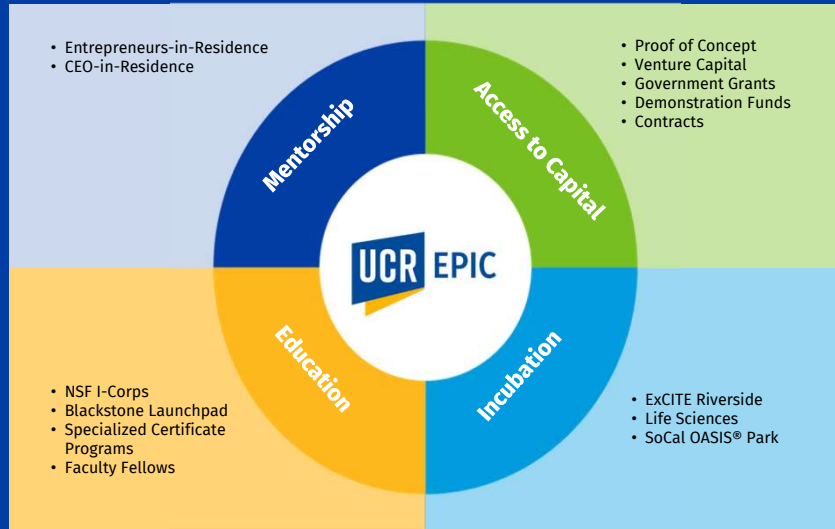 • Entrepreneurs-in-Residence
• CEO-in-Residence
• Proof of Concept
• Venture Capital
• Government Grants
• Demonstration Funds
• Contracts
Mentorship
Access to Capital
UCR EPIC
Education
Incubation
• NSF I-Corps
• Blackstone Launchpad
• Specialized Certificate
Programs
• Faculty Fellows
• ExCITE Riverside
• Life Sciences
• SoCal OASIS® Park